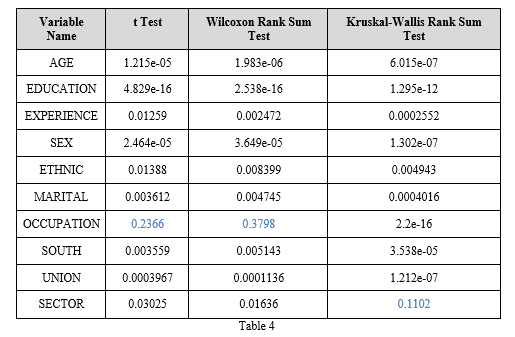 Variable Name t Test Wilcoxon Rank Sum Test Kruskal-Wallis Rank Sum Test
AGE 1.215e-05 1.983e-06 6.015e-07
EDUCATION 4.829e-16 2.538e-16 1.295e-12
EXPERIENCE 0.01259 0.002472 0.0002552
SEX 2.464e-05 3.649e-05 1.302e-07
ETHNIC 0.01388 0.008399 0.004943
MARITAL 0.003612 0.004745 0.0004016
OCCUPATION 0.2366 0.3798 2.2e-16
SOUTH 0.003559 0.005143 3.538e-05
UNION 0.0003967 0.0001136 1.212e-07
SECTOR 0.03025 0.01636 0.1102
Table 4